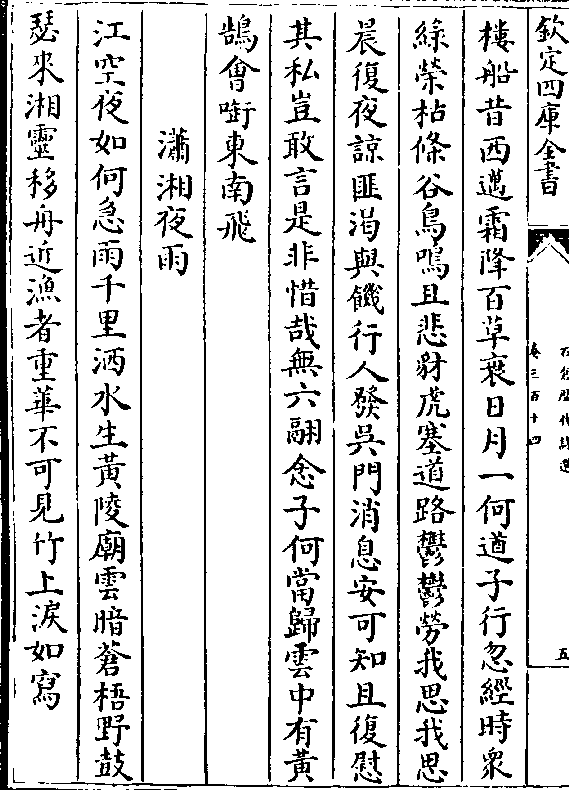 欽定四庫全書
石倉歷代詩選
卷三百十四
五
樓船昔西邁霜降百草衰日月一何遒子行忽經時衆
緑榮枯條谷鳥鳴且悲豺虎塞道路鬱鬱勞我思我思
晨復夜諒匪渴與饑行人發吳門消息安可知且復慰
其私豈敢言是非惜哉無六翮念子何當歸雲中有黃
鵠會㗸東南飛
瀟湘夜雨
江空夜如何急雨千里洒水生黃陵廟雲暗蒼梧野鼓
瑟來湘靈移舟近漁者重華不可見竹上淚如寫